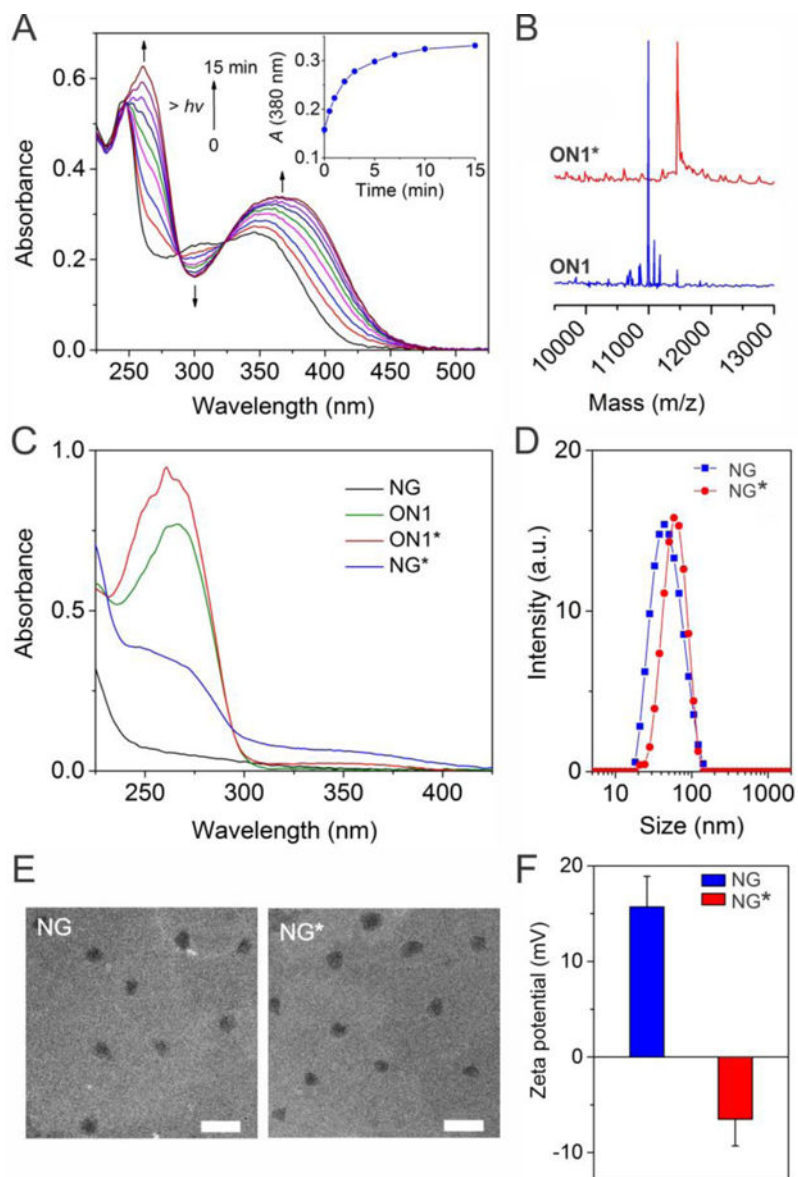 A
15 min
> hν
0
0.6
0.4
0.2
0.0
Absorbance
250 300 350 400 450 500
Wavelength (nm)
A (380 nm)
0.3
0.2
0.1
0 5 10 15
Time (min)
B
ON1*
ON1
10000 11000 12000 13000
Mass (m/z)
C
1.0
0.5
0.0
Absorbance
NG
ON1
ON1*
NG*
250 300 350 400
Wavelength (nm)
D
20
15
10
5
0
Intensity (a.u.)
NG
NG*
10 100 1000
Size (nm)
E
NG
NG*
F
20
10
0
-10
Zeta potential (mV)
NG
NG*